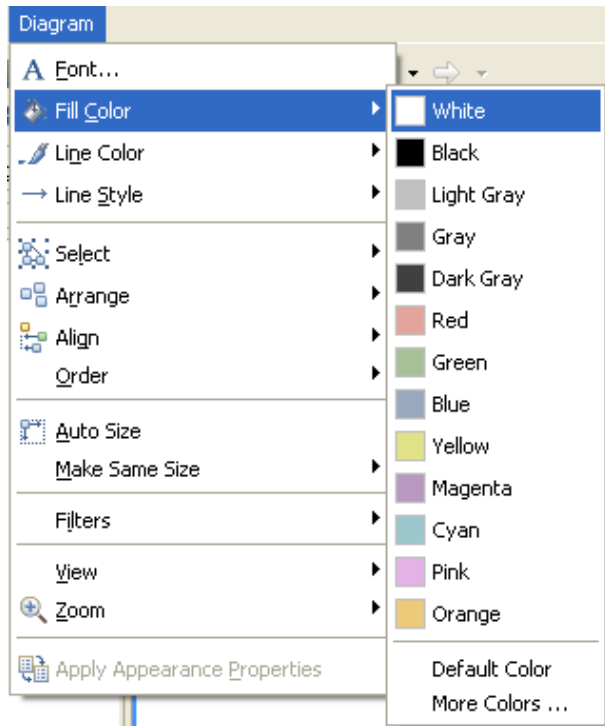 Diagram
Font...
Fill Color
Line Color
Line Style
Select
Arrange
Align
Order
Auto Size
Make Same Size
Filters
View
Zoom
Apply Appearance Properties
White
Black
Light Gray
Gray
Dark Gray
Red
Green
Blue
Yellow
Magenta
Cyan
Pink
Orange
Default Color
More Colors ...